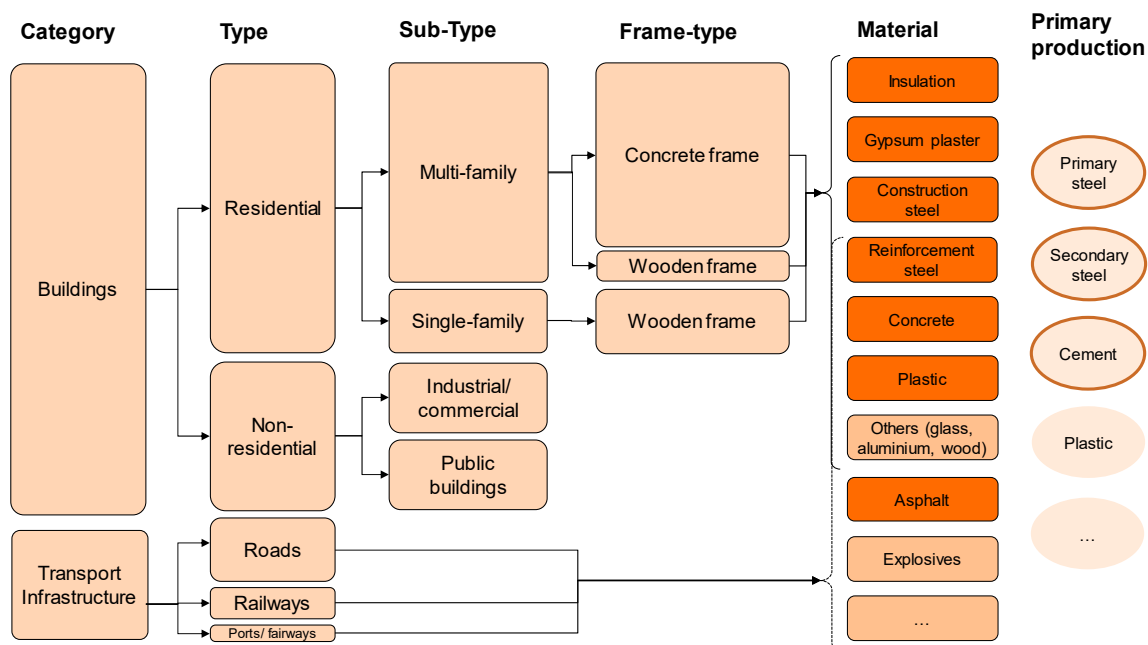 Category
Type
Sub-Type
Frame-type
Material
Primary
production
Buildings
Transport
Infrastructure
Residential
Non-
residential
Roads
Railways
Ports/ fairways
Multi-family
Single-family
Industrial/
commercial
Public
buildings
Concrete frame
Wooden frame
Wooden frame
Insulation
Gypsum plaster
Construction
steel
Reinforcement
steel
Concrete
Plastic
Others (glass,
aluminium, wood)
Asphalt
Explosives
...
Primary
steel
Secondary
steel
Cement
Plastic
...